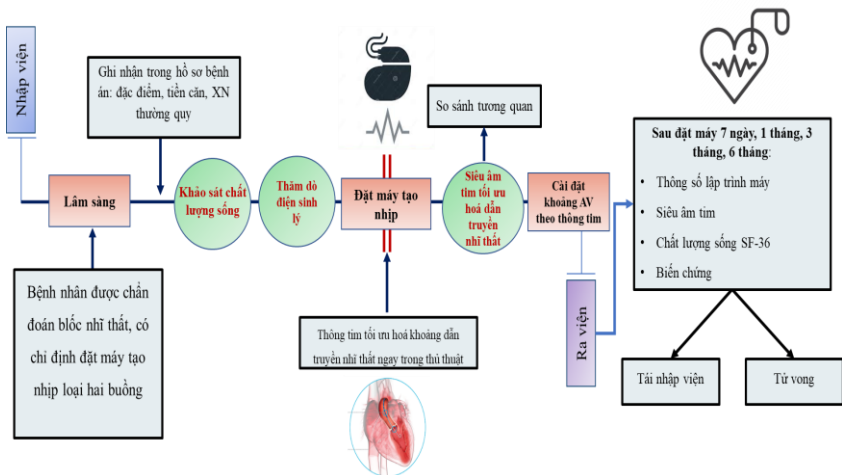 Nhập viện
Ghi nhận trong hồ sơ bệnh
án: đặc điểm, tiền căn, XN
thường quy
Lâm sàng
Bệnh nhân được chẩn
đoán blốc nhĩ thất, có
chỉ định đặt máy tạo
nhịp loại hai buồng
Khảo sát chất
lượng sống
Thăm dò
điện sinh
lý
Đặt máy tạo
nhịp
Thông tim tối ưu hoá khoảng dẫn
truyền nhĩ thất ngay trong thủ thuật
So sánh tương quan
Siêu âm
tim tối ưu
hoá dẫn
truyền
nhĩ thất
Cài đặt
khoảng AV
theo thông tim
Ra viện
Sau đặt máy 7 ngày, 1 tháng, 3
tháng, 6 tháng:
• Thông số lập trình máy
• Siêu âm tim
• Chất lượng sống SF-36
• Biến chứng
Tái nhập viện
Tử vong